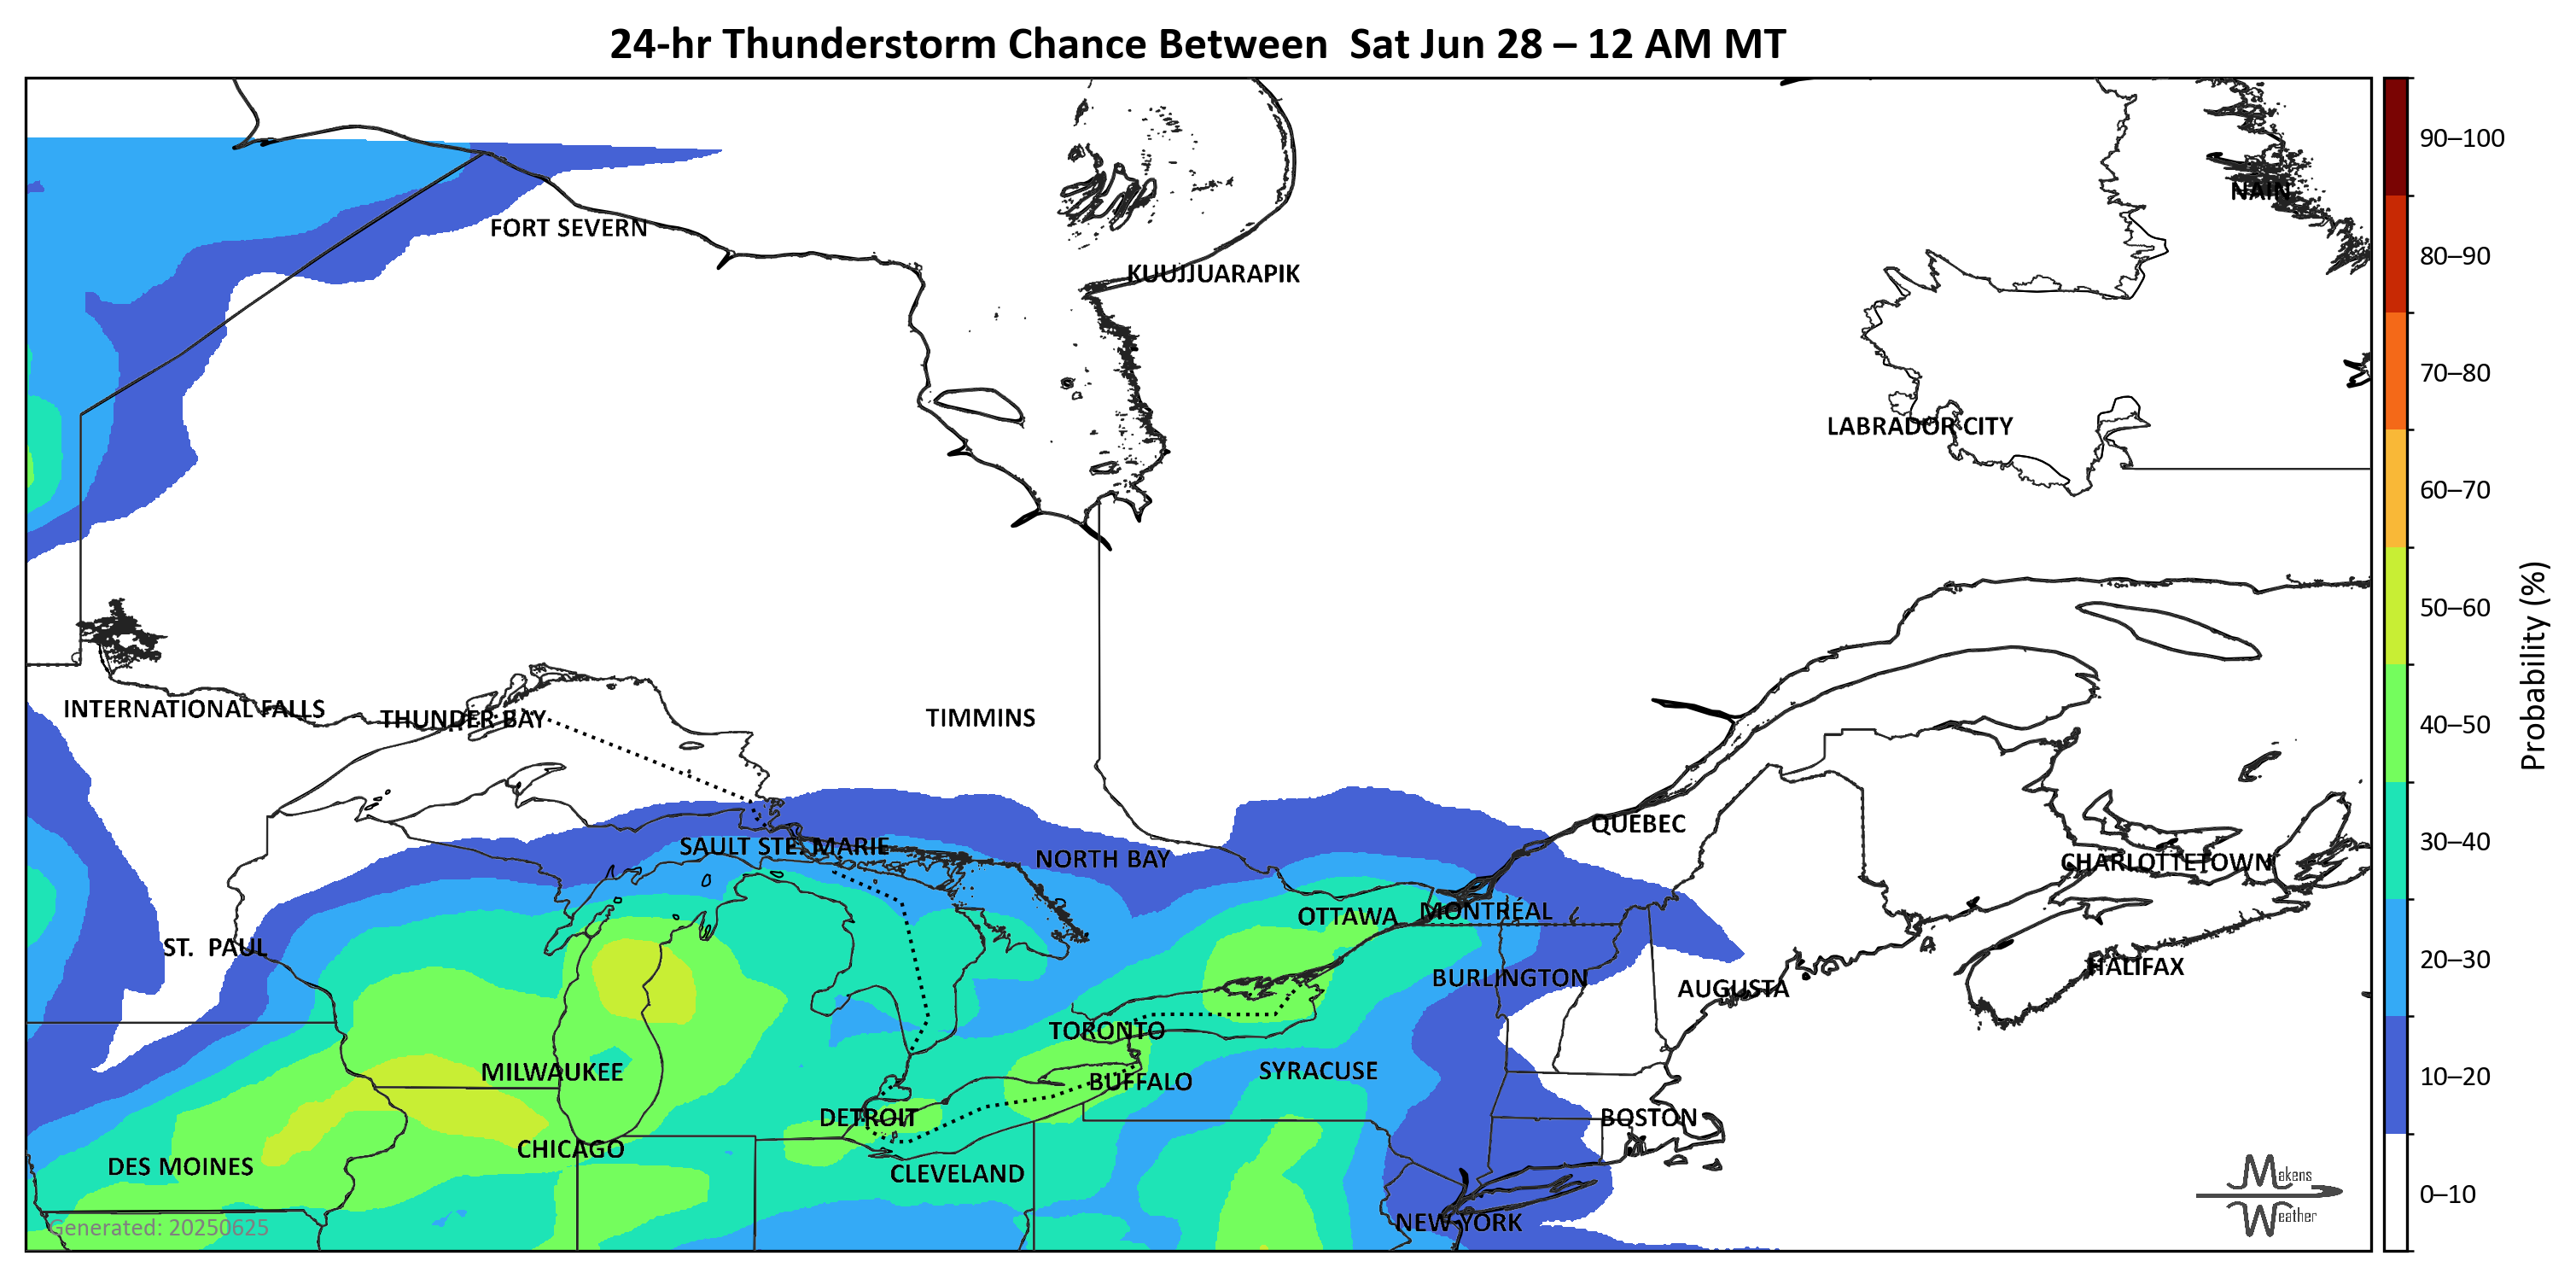 24-hr Thunderstorm Chance Between  Sat Jun 28 – 12 AM MT
90–100
NAIN
FORT SEVERN
80–90
KUUJJUARAPIK
70–80
LABRADOR CITY
60–70
50–60
Probability (%)
INTERNATIONAL FALLS
THUNDER BAY
TIMMINS
40–50
QUEBEC
SAULT STE. MARIE
NORTH BAY
CHARLOTTETOWN
30–40
OTTAWA
MONTRÉAL
ST.  PAUL
BURLINGTON
HALIFAX
20–30
AUGUSTA
TORONTO
MILWAUKEE
SYRACUSE
BUFFALO
10–20
DETROIT
BOSTON
CHICAGO
DES MOINES
CLEVELAND
Makens
Weather
0–10
NEW YORK
Generated: 20250625